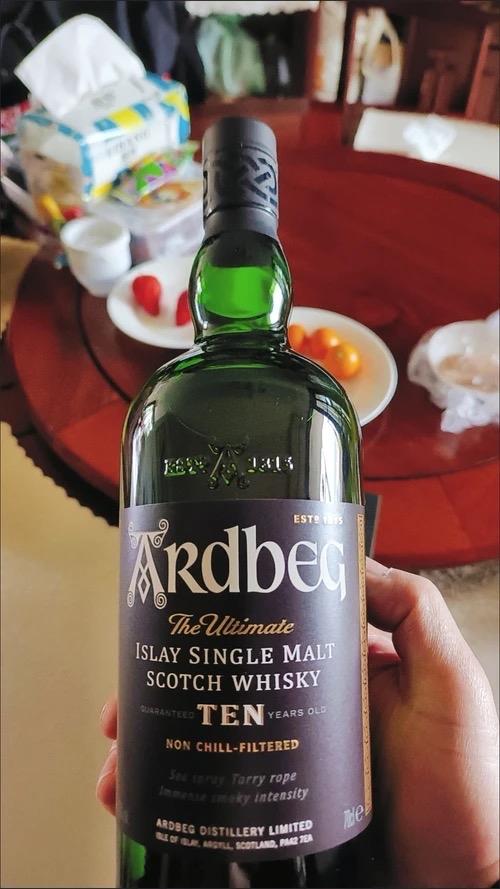 ESTD 1815
ESTD 1815
ARDBEG
The Ultimate
ISLAY SINGLE MALT
SCOTCH WHISKY
GUARANTEED TEN YEARS OLD
NON CHILL-FILTERED
Sea spray Tarry rope
Immense smoky intensity
ARDBEG DISTILLERY LIMITED
ISLE OF ISLAY, ARGYLL, SCOTLAND, PA42 7EA
70cl e